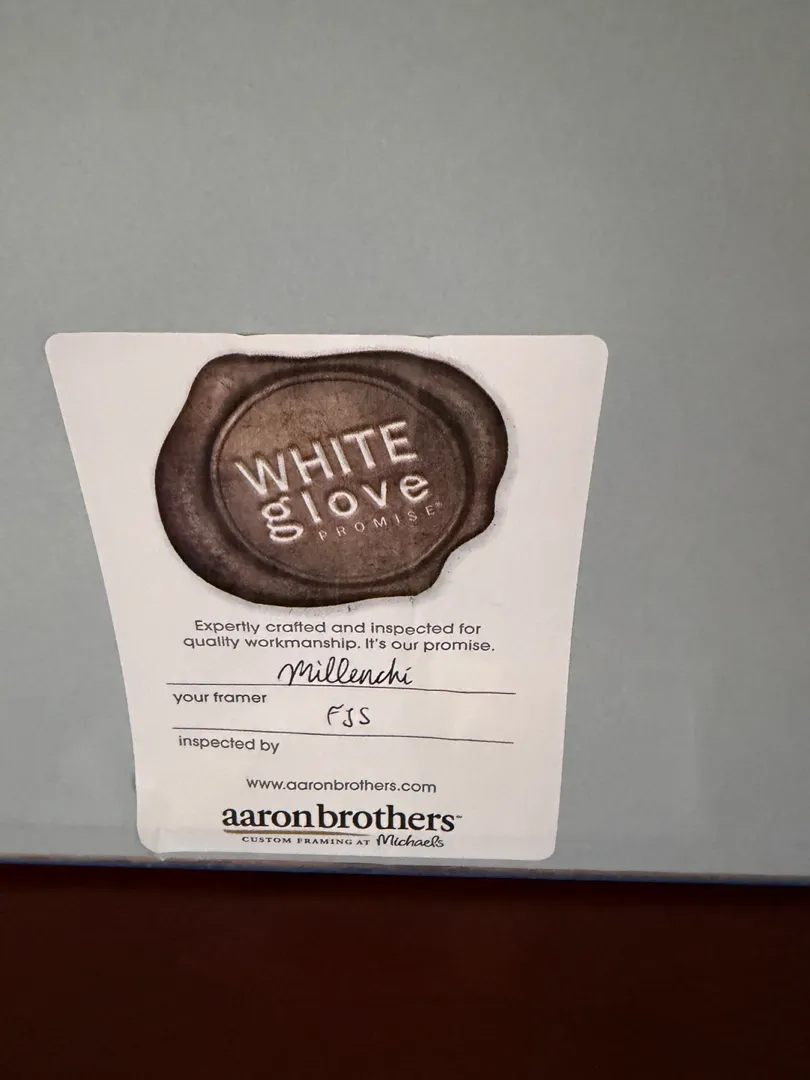 WHITE
glove
PROMISE®
Expertly crafted and inspected for
quality workmanship. It's our promise.
Millenchi
your framer
FJS
inspected by
www.aaronbrothers.com
aaronbrothers™
CUSTOM FRAMING AT Michaels